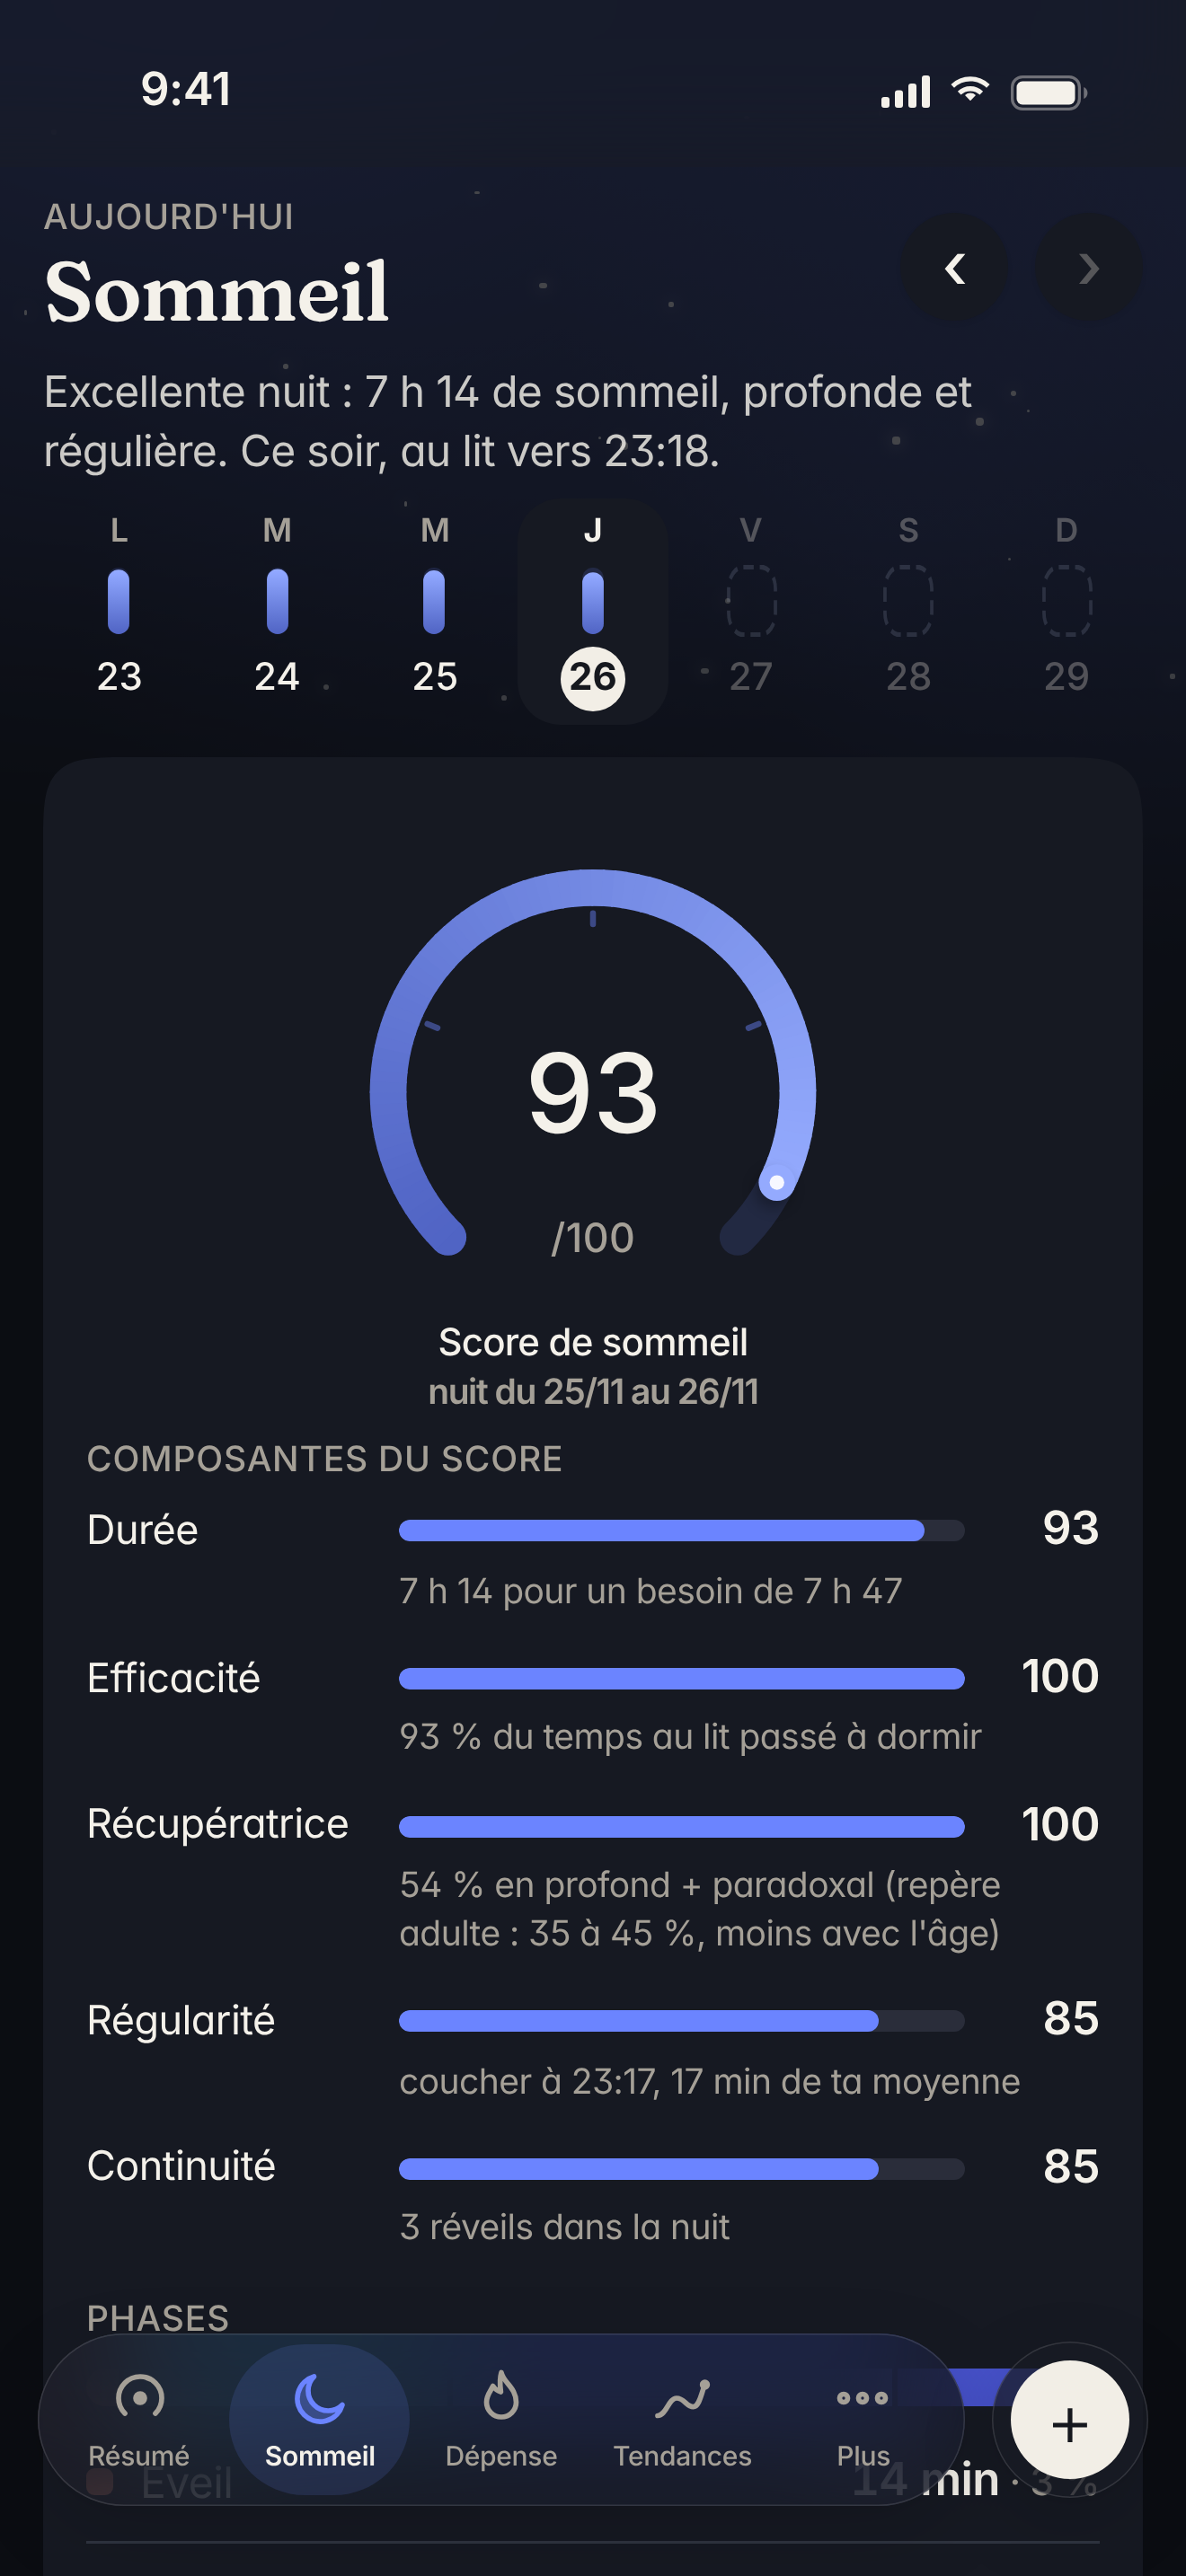 9:41
AUJOURD'HUI
Sommeil
Excellente nuit : 7 h 14 de sommeil, profonde et
régulière. Ce soir, au lit vers 23:18.
L M M J V S D
23 24 25 26 27 28 29
93
/100
Score de sommeil
nuit du 25/11 au 26/11
COMPOSANTES DU SCORE
Durée 93
7 h 14 pour un besoin de 7 h 47
Efficacité 100
93 % du temps au lit passé à dormir
Récupératrice 100
54 % en profond + paradoxal (repère
adulte : 35 à 45 %, moins avec l'âge)
Régularité 85
coucher à 23:17, 17 min de ta moyenne
Continuité 85
3 réveils dans la nuit
PHASES
Résumé Sommeil Dépense Tendances Plus +
Éveil 14 min · 3 %